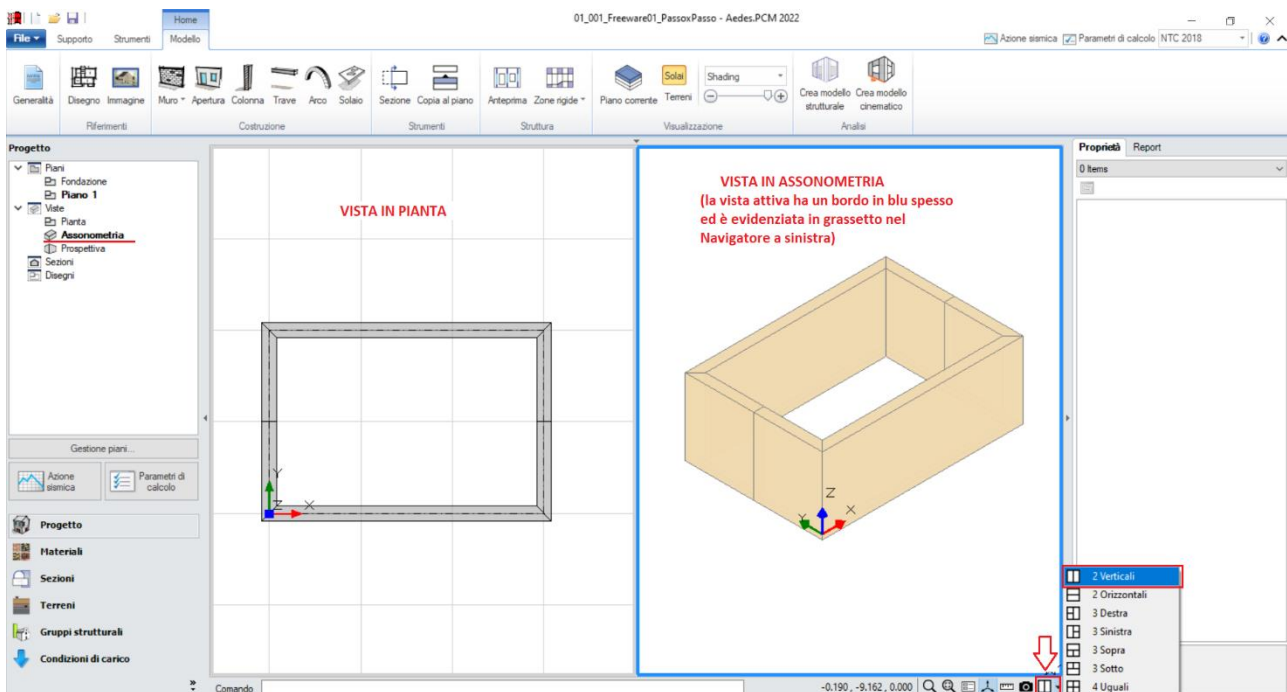 01_001_Freeware01_PassoxPasso - Aedes.PCM 2022
Home
File Supporto Strumenti Modello
Azione sismica Parametri di calcolo NTC 2018
Generalità Disegno Immagine Muro Apertura Colonna Trave Arco Solaio Sezione Copia al piano Anteprima Zone rigide Piano corrente Solai Terreni Shading Crea modello strutturale Crea modello cinematico
Riferimenti Costruzione Strumenti Struttura Visualizzazione Analisi
Progetto
Piani
Fondazione
Piano 1
Viste
Pianta
Assonometria
Prospettiva
Sezioni
Disegni
Gestione piani...
Azione sismica
Parametri di calcolo
Progetto
Materiali
Sezioni
Terreni
Gruppi strutturali
Condizioni di carico
VISTA IN PIANTA
Y
Z X
VISTA IN ASSONOMETRIA
(la vista attiva ha un bordo in blu spesso
ed è evidenziata in grassetto nel
Navigatore a sinistra)
Z
Y X
Proprietà Report
0 Items
2 Verticali
2 Orizzontali
3 Destra
3 Sinistra
3 Sopra
3 Sotto
4 Uguali
Comando
-0.190 , -9.162 , 0.000